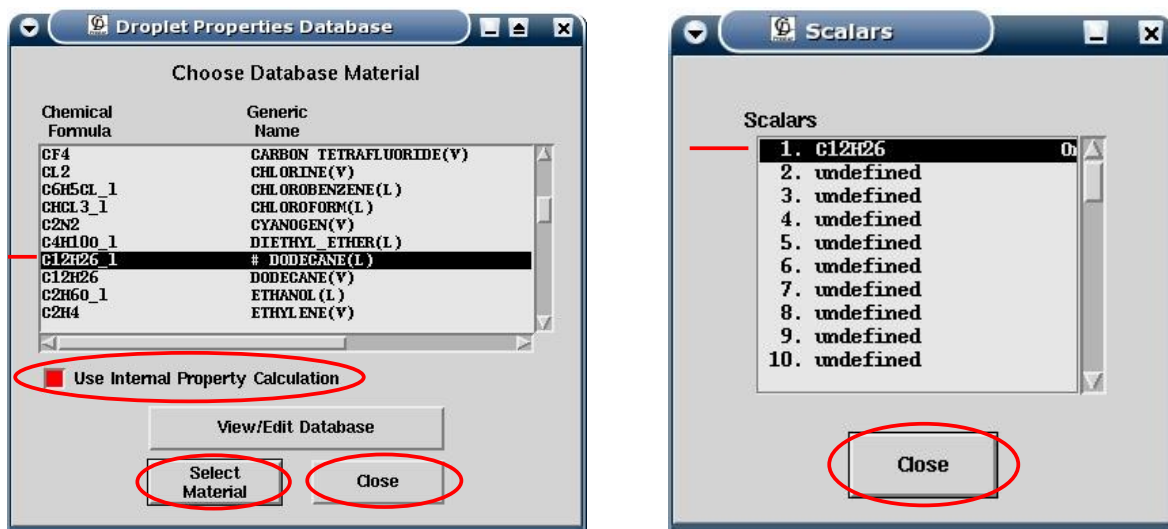 Droplet Properties Database
Choose Database Material
Chemical Formula Generic Name
CF4 CARBON TETRAFLUORIDE(V)
CL2 CHLORINE(V)
C6H5CL_l CHLOROBENZENE(L)
CHCL3_l CHLOROFORM(L)
C2N2 CYANOGEN(V)
C4H10O_l DIETHYL_ETHER(L)
C12H26_l # DODECANE(L)
C12H26 DODECANE(V)
C2H6O_l ETHANOL(L)
C2H4 ETHYLENE(V)
Use Internal Property Calculation
View/Edit Database
Select
Material
Close
Scalars
Scalars
1. C12H26
2. undefined
3. undefined
4. undefined
5. undefined
6. undefined
7. undefined
8. undefined
9. undefined
10. undefined
Close